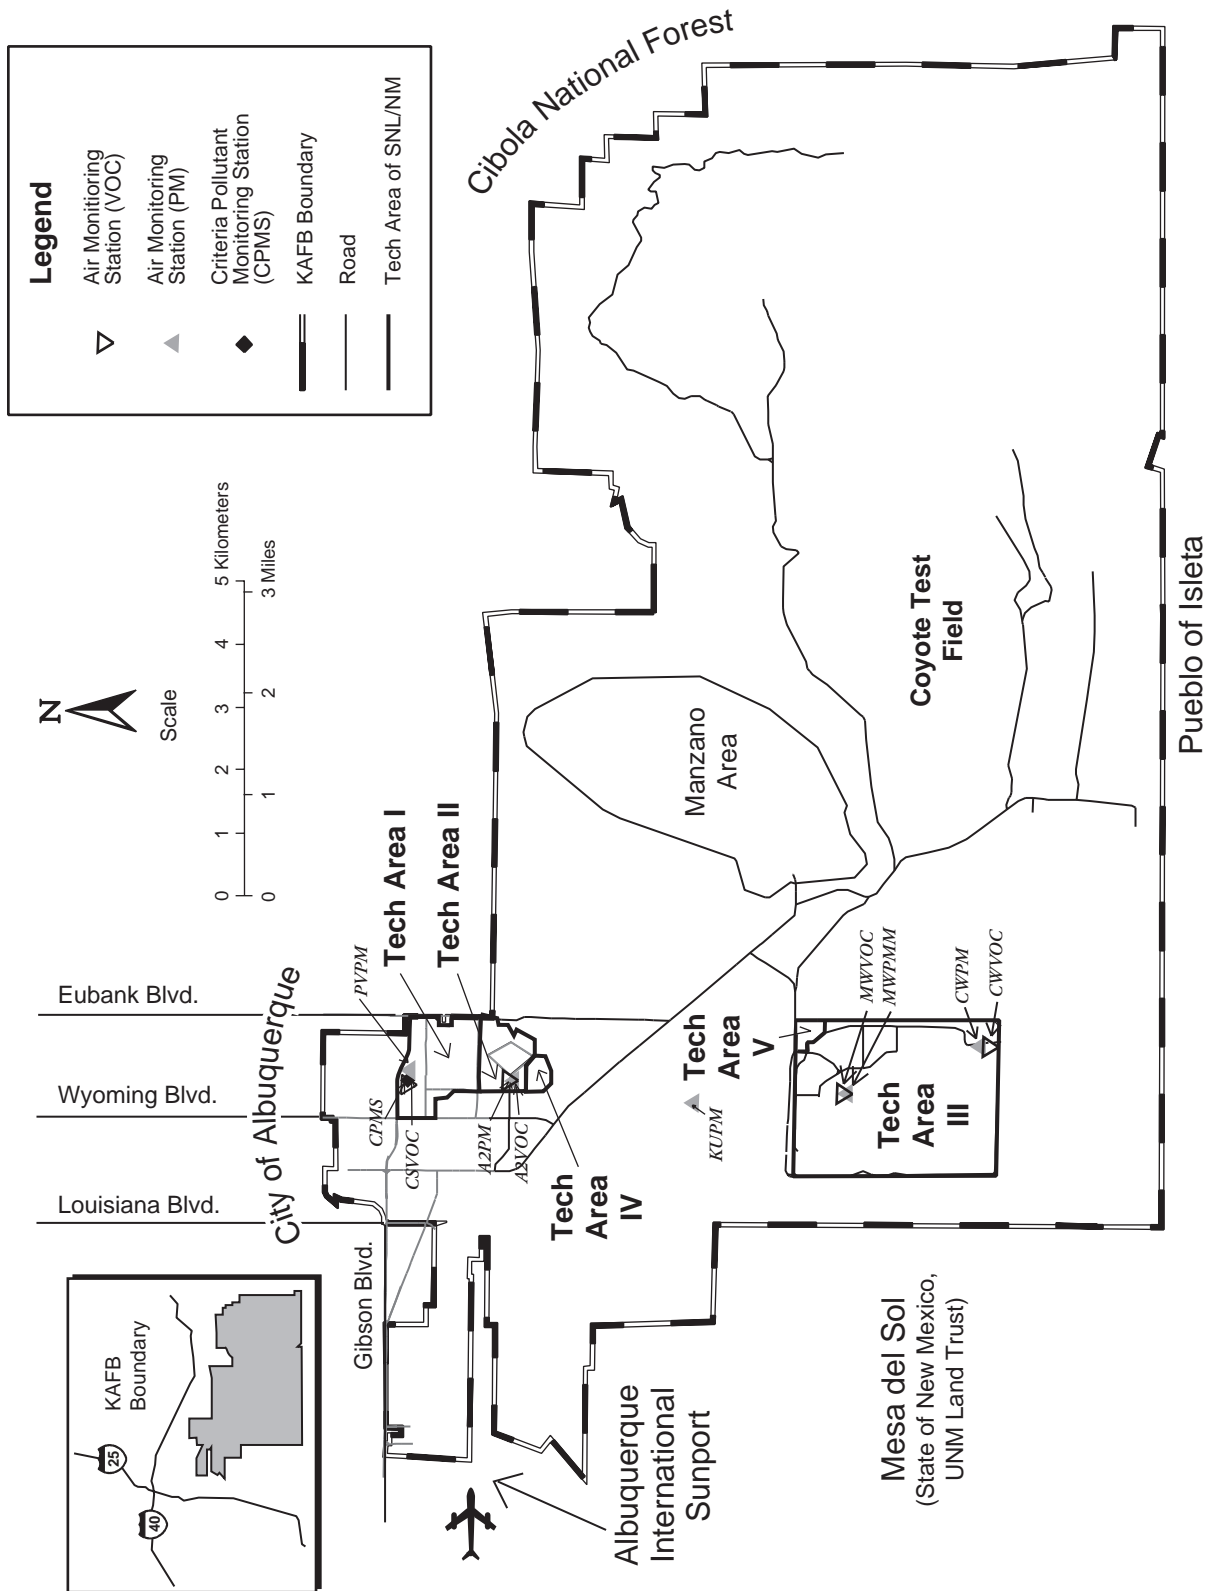 Legend
Air Monitoring
Station (VOC)
Air Monitoring
Station (PM)
Criteria Pollutant
Monitoring Station
(CPMS)
KAFB Boundary
Road
Tech Area of SNL/NM
N
Scale
0 1 2 3 4 5 Kilometers
0 1 2 3 Miles
Cibola National Forest
KAFB
Boundary
25
40
Louisiana Blvd.
Wyoming Blvd.
Eubank Blvd.
City of Albuquerque
Gibson Blvd.
CPMS
CSVOC
PVPM
Tech Area I
Tech Area II
A2PM
A2VOC
Tech
Area
IV
Albuquerque
International
Sunport
Manzano
Area
KUPM
Tech
Area
V
MWVOC
MWPMM
CWPM
CWVOC
Tech
Area
III
Coyote Test
Field
Mesa del Sol
(State of New Mexico,
UNM Land Trust)
Pueblo of Isleta